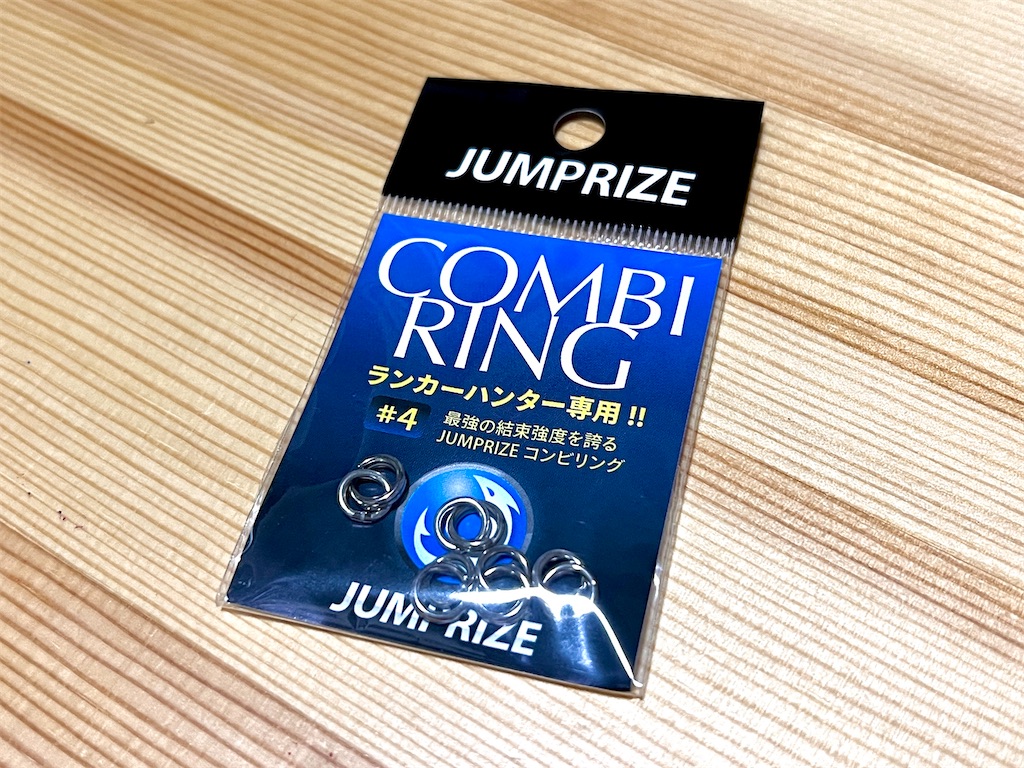 JUMPRIZE
COMBI
RING
ランカーハンター専用!!
#4
最強の結束強度を誇る
JUMPRIZE コンビリング
JUMPRIZE